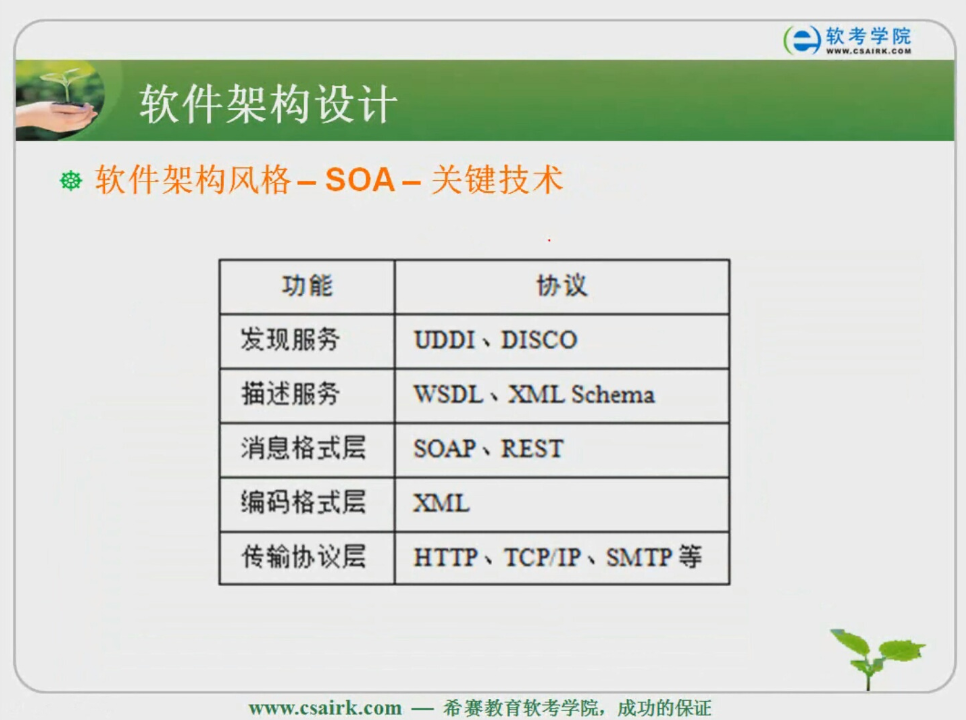 软考学院
WWW.CSAIRK.COM
软件架构设计
软件架构风格 – SOA – 关键技术
功能 协议
发现服务 UDDI、DISCO
描述服务 WSDL、XML Schema
消息格式层 SOAP、REST
编码格式层 XML
传输协议层 HTTP、TCP/IP、SMTP 等
www.csairk.com — 希赛教育软考学院，成功的保证